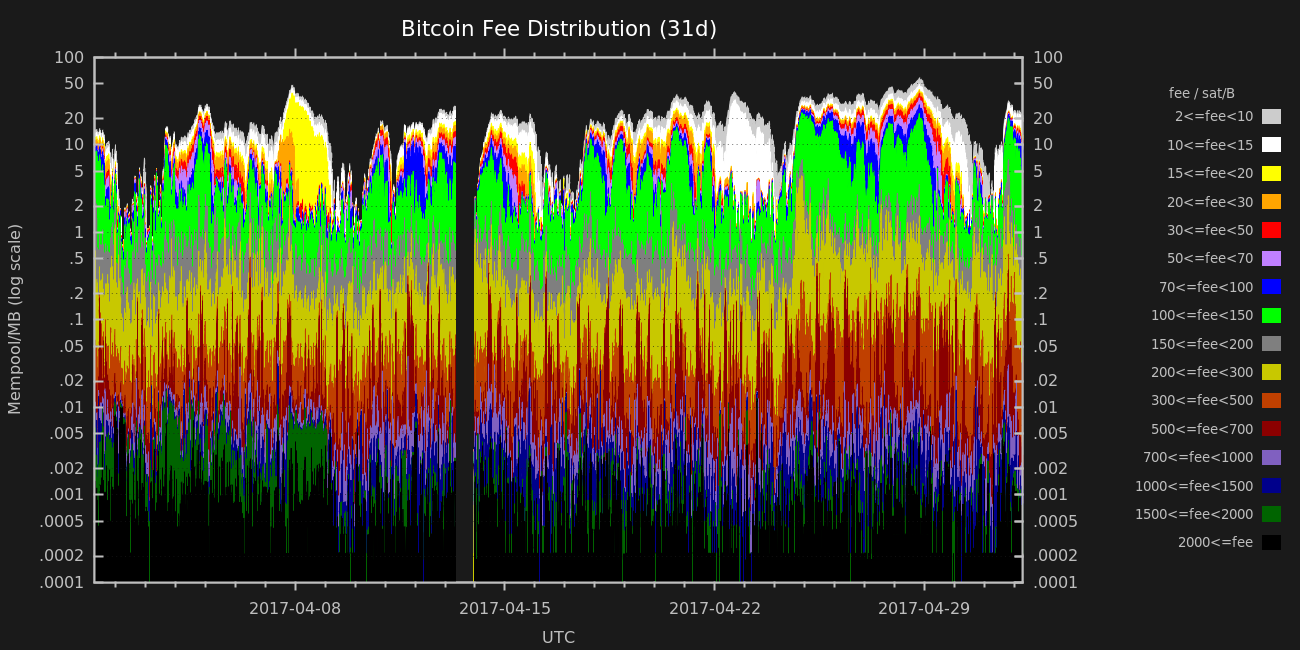 Bitcoin Fee Distribution (31d)
Mempool/MB (log scale)
100
50
20
10
5
2
1
.5
.2
.1
.05
.02
.01
.005
.002
.001
.0005
.0002
.0001
100
50
20
10
5
2
1
.5
.2
.1
.05
.02
.01
.005
.002
.001
.0005
.0002
.0001
2017-04-08 2017-04-15 2017-04-22 2017-04-29
UTC
fee / sat/B
2<=fee<10
10<=fee<15
15<=fee<20
20<=fee<30
30<=fee<50
50<=fee<70
70<=fee<100
100<=fee<150
150<=fee<200
200<=fee<300
300<=fee<500
500<=fee<700
700<=fee<1000
1000<=fee<1500
1500<=fee<2000
2000<=fee